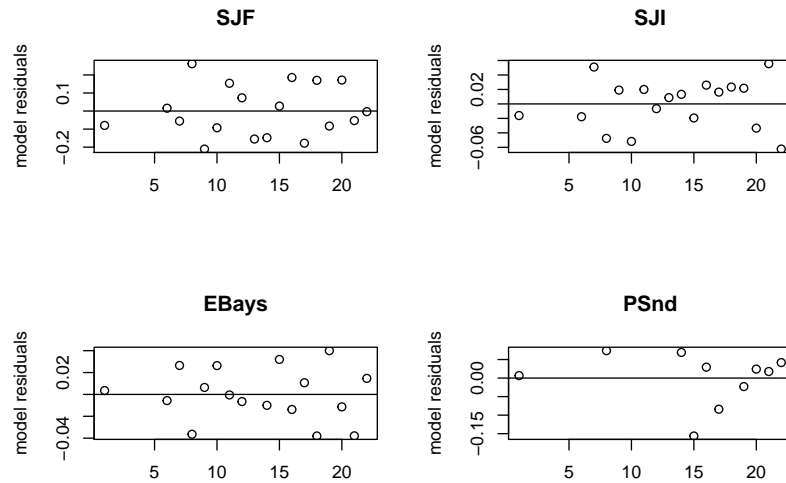 SJF
model residuals
0.1
−0.2
5 10 15 20
SJI
model residuals
0.02
−0.06
5 10 15 20
EBays
model residuals
0.02
−0.04
5 10 15 20
PSnd
model residuals
0.00
−0.15
5 10 15 20